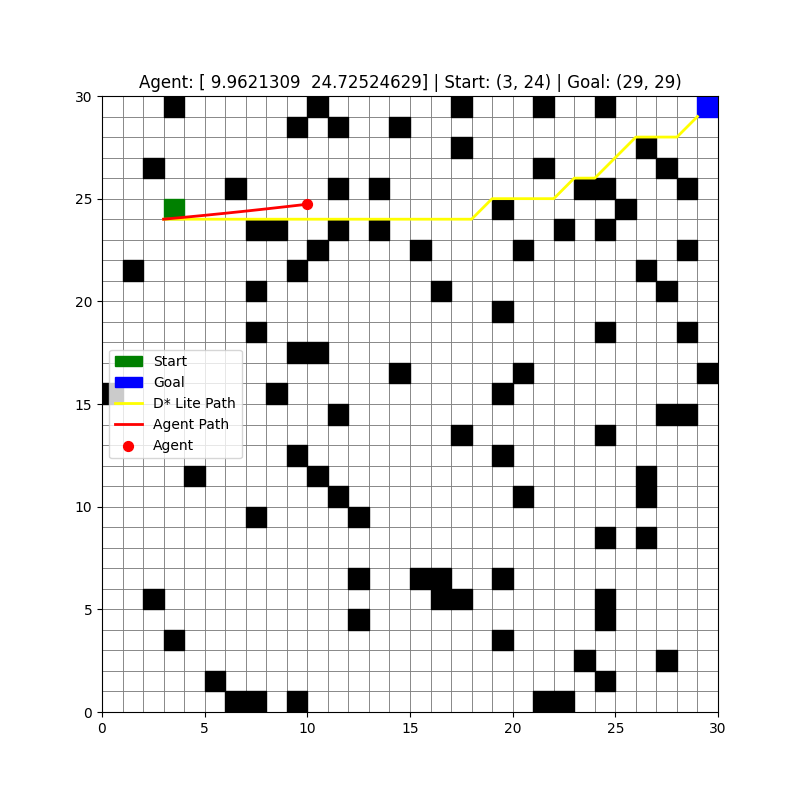 Agent: [ 9.9621309  24.72524629] | Start: (3, 24) | Goal: (29, 29)
30
25
20
15
10
5
0
Start
Goal
D* Lite Path
Agent Path
Agent
0 5 10 15 20 25 30